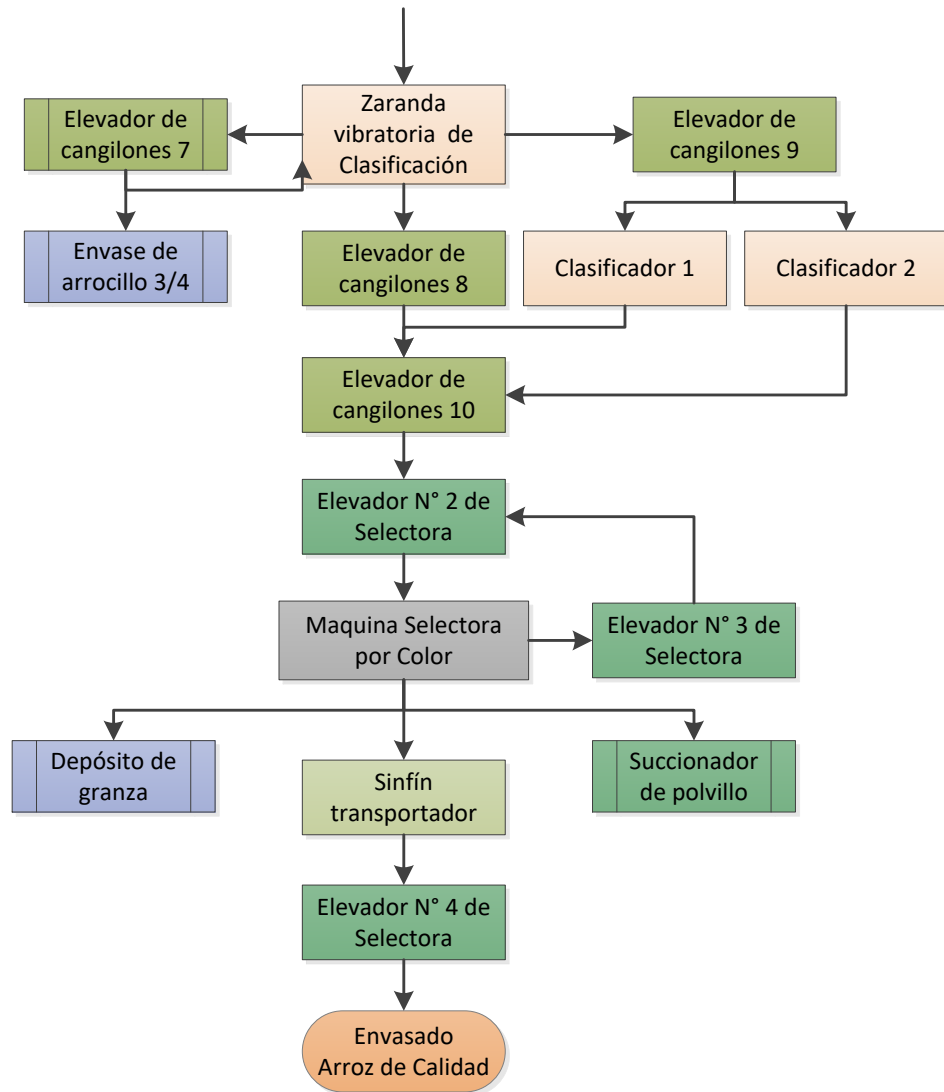 Zaranda
vibratoria de
Clasificación
Elevador de
cangilones 7
Elevador de
cangilones 9
Envase de
arrocillo 3/4
Elevador de
cangilones 8
Clasificador 1
Clasificador 2
Elevador de
cangilones 10
Elevador N° 2 de
Selectora
Maquina Selectora
por Color
Elevador N° 3 de
Selectora
Depósito de
granza
Sinfín
transportador
Succionador
de polvillo
Elevador N° 4 de
Selectora
Envasado
Arroz de Calidad